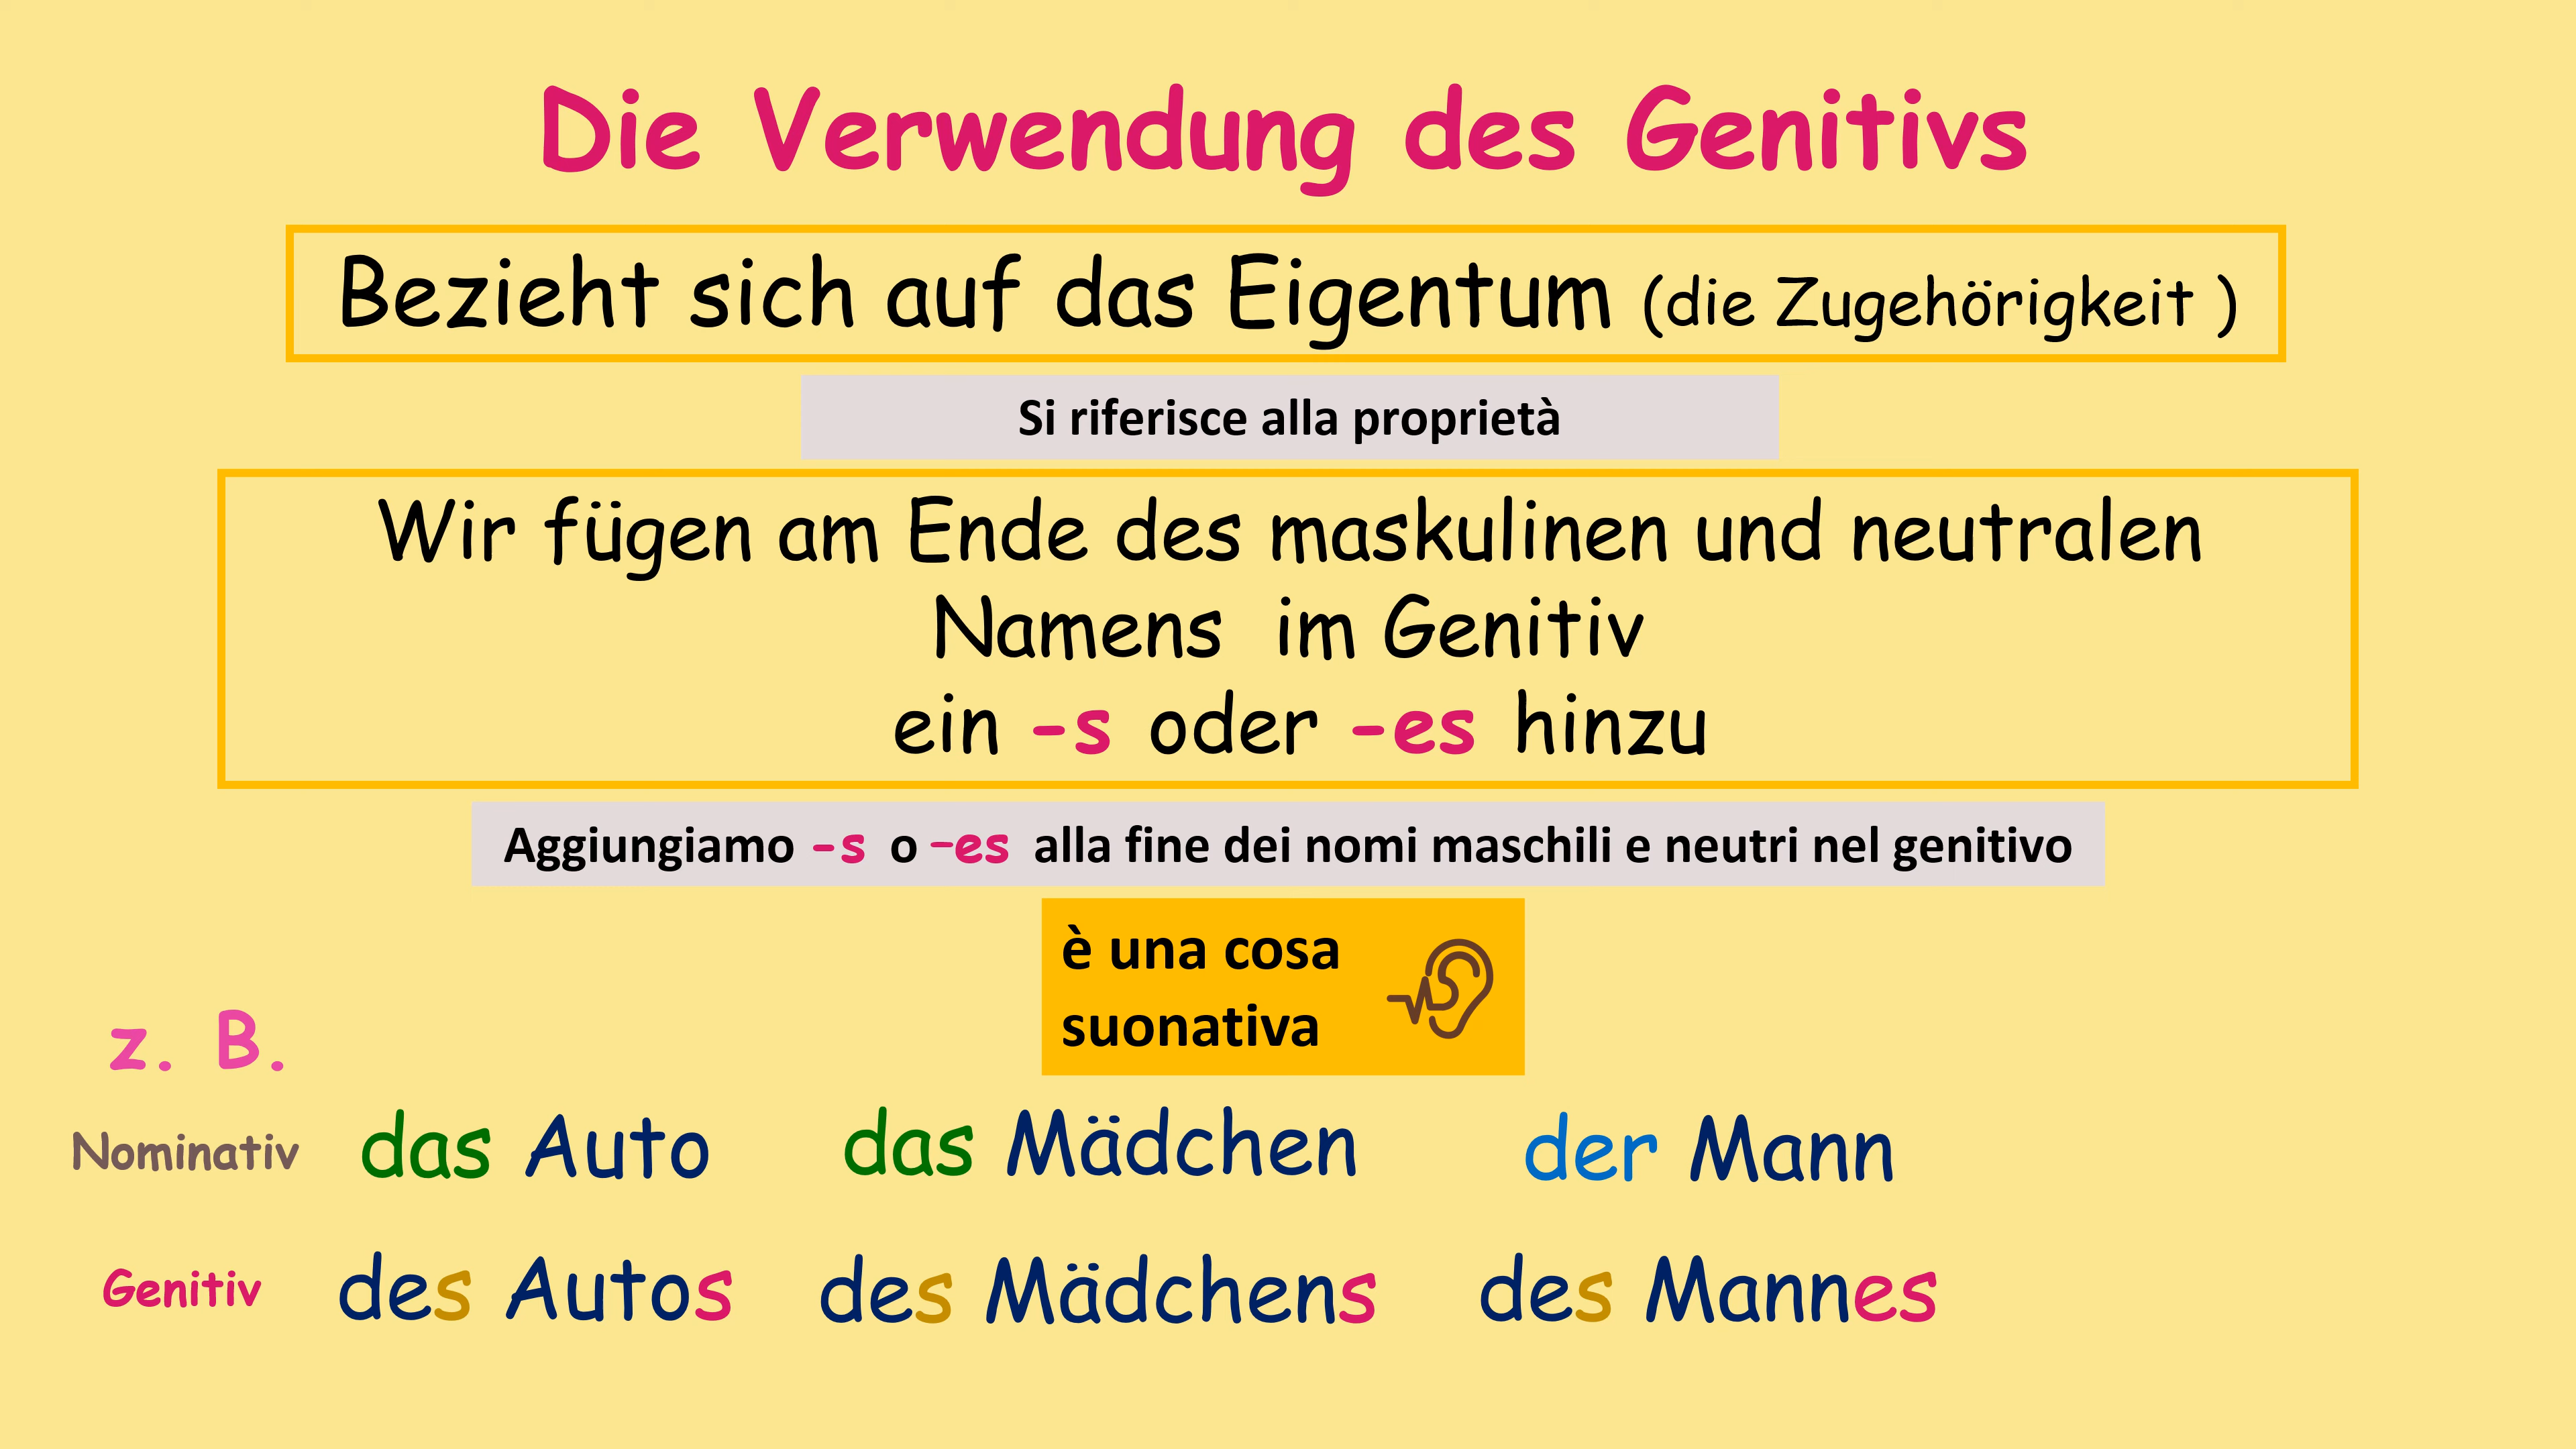 Die Verwendung des Genitivs
Bezieht sich auf das Eigentum (die Zugehörigkeit )
Si riferisce alla proprietà
Wir fügen am Ende des maskulinen und neutralen
Namens im Genitiv
ein -s oder -es hinzu
Aggiungiamo -s o -es alla fine dei nomi maschili e neutri nel genitivo
è una cosa
suonativa
z. B.
Nominativ das Auto das Mädchen der Mann
Genitiv des Autos des Mädchens des Mannes